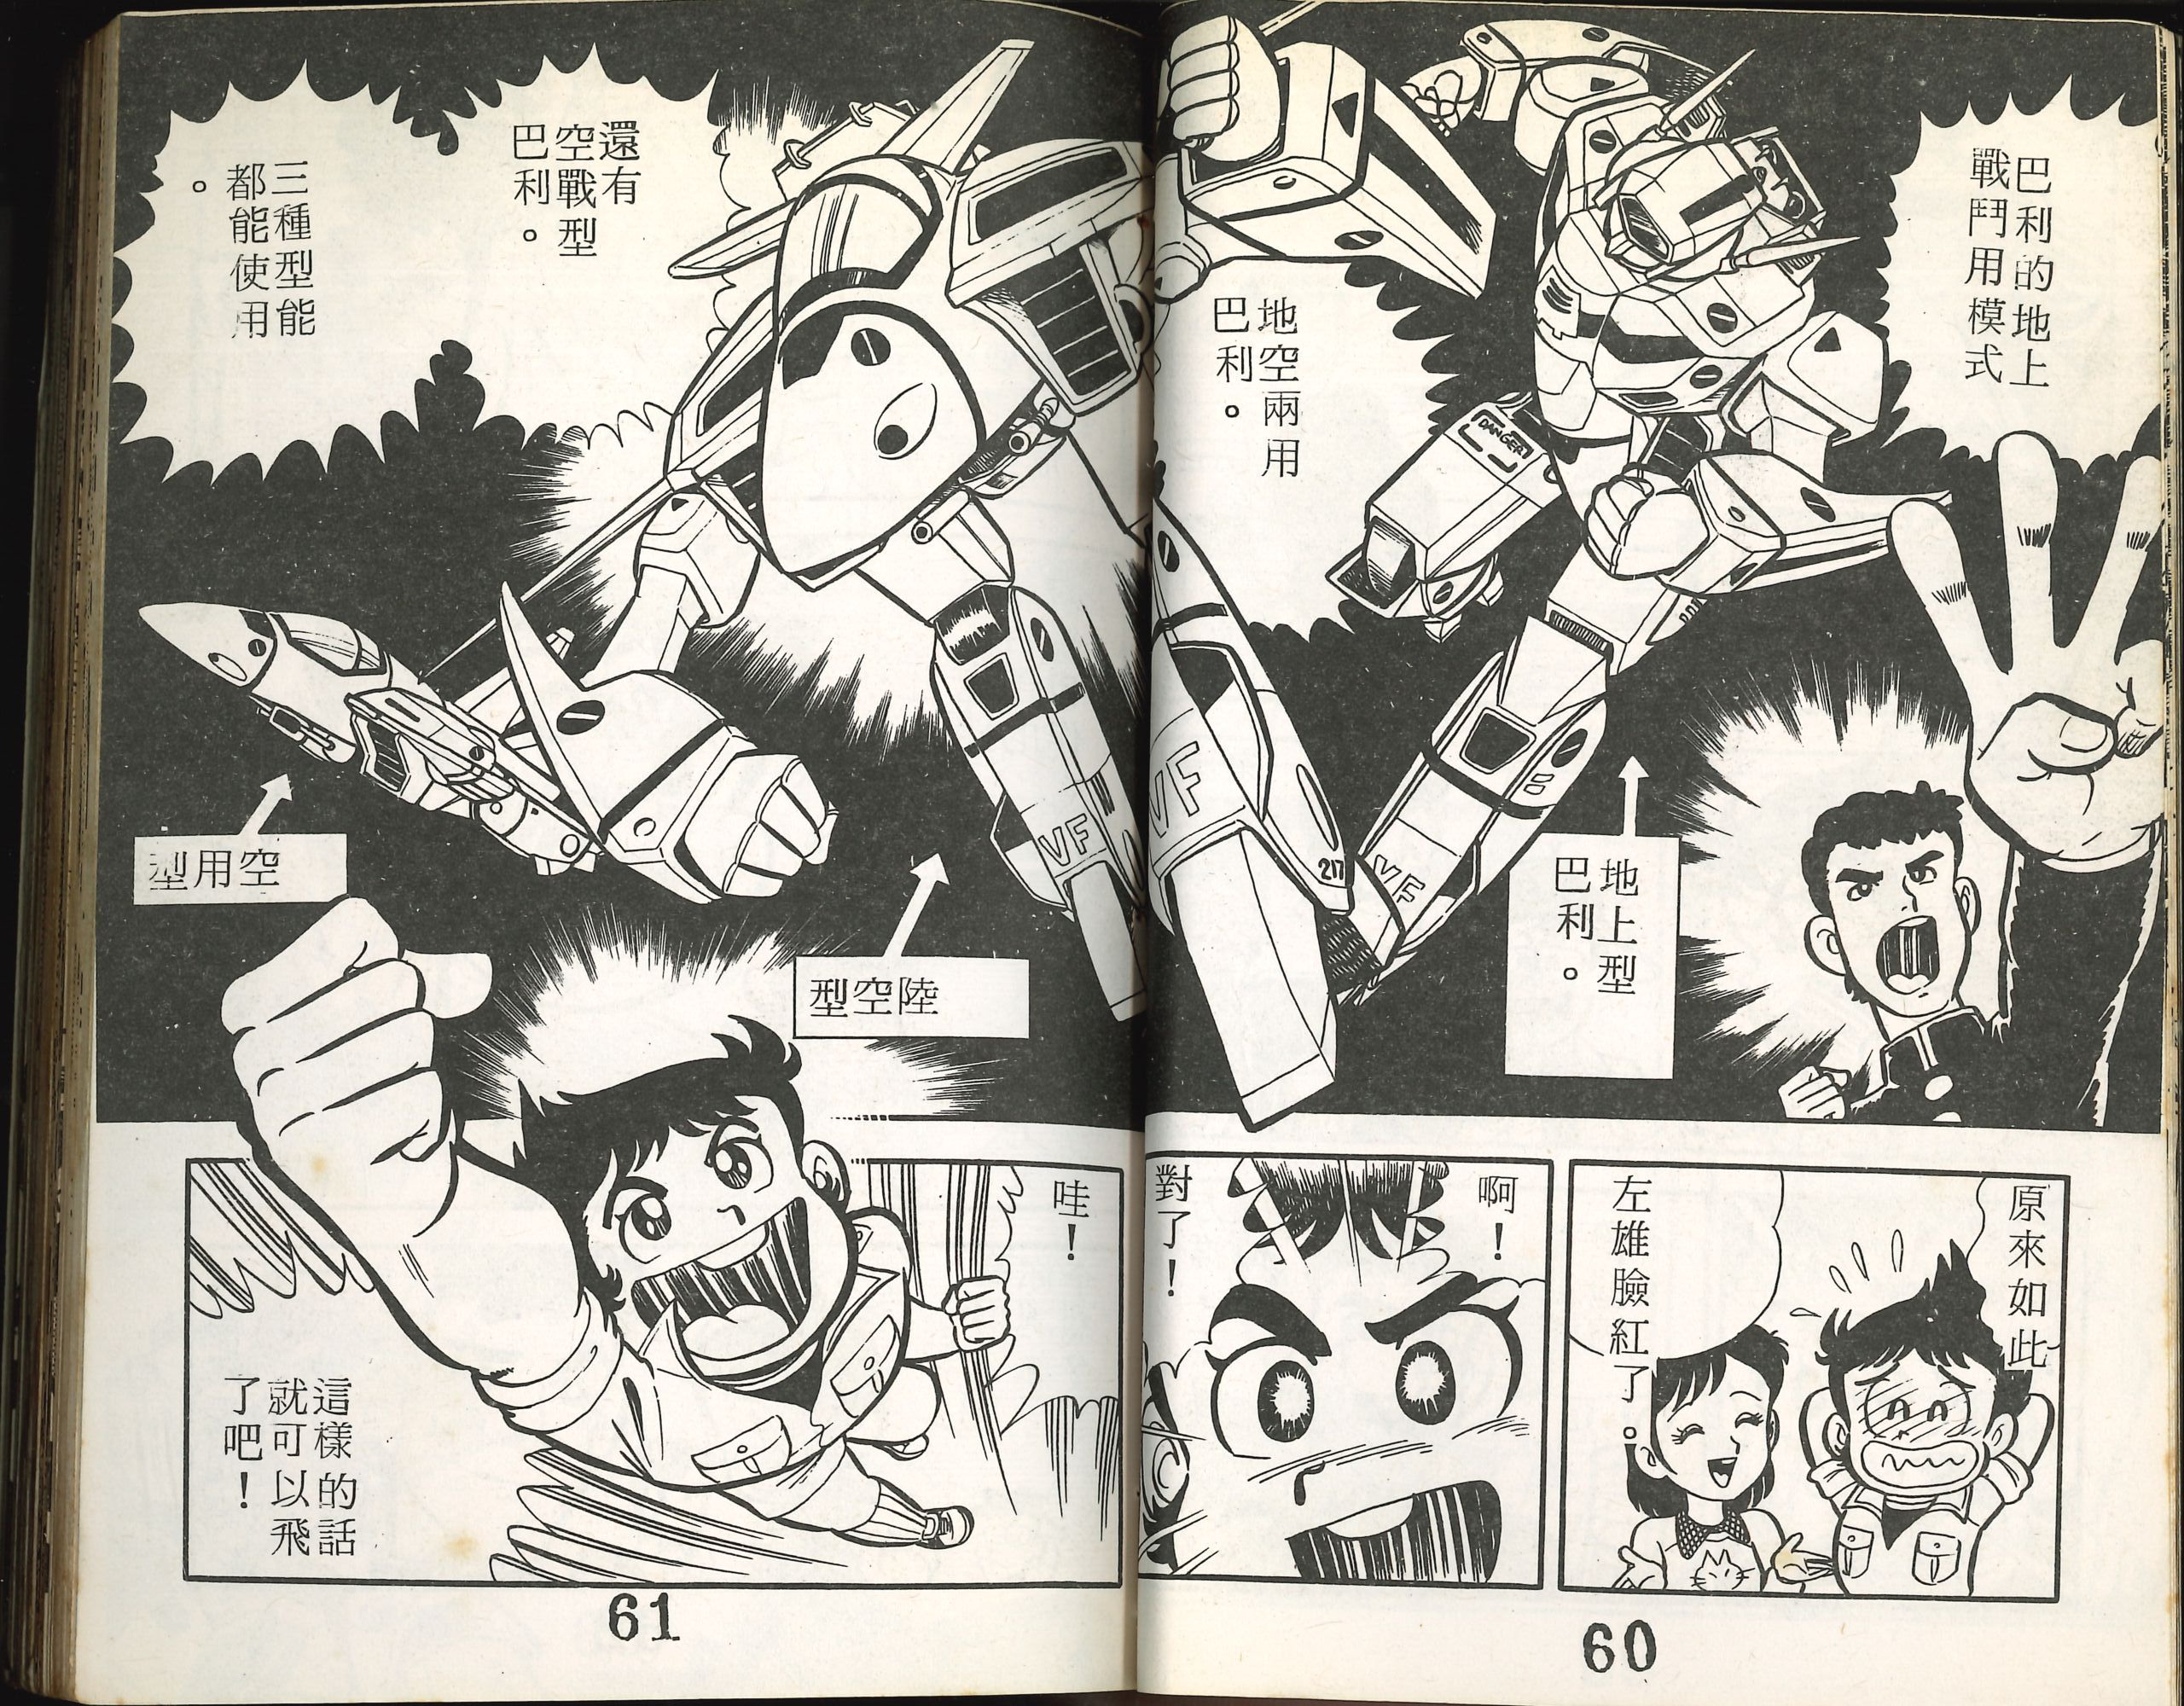 巴利的地上
戰鬥用模式
地空兩用
巴利。
DANGER
地上型
巴利。
VF
VF
217
原來如此
左雄臉紅了。
啊！
對了！
60
還有
空戰型
巴利。
三種型能
都能使用
。
VF
型空陸
型用空
哇！
這樣的話
就可以飛
了吧！
61